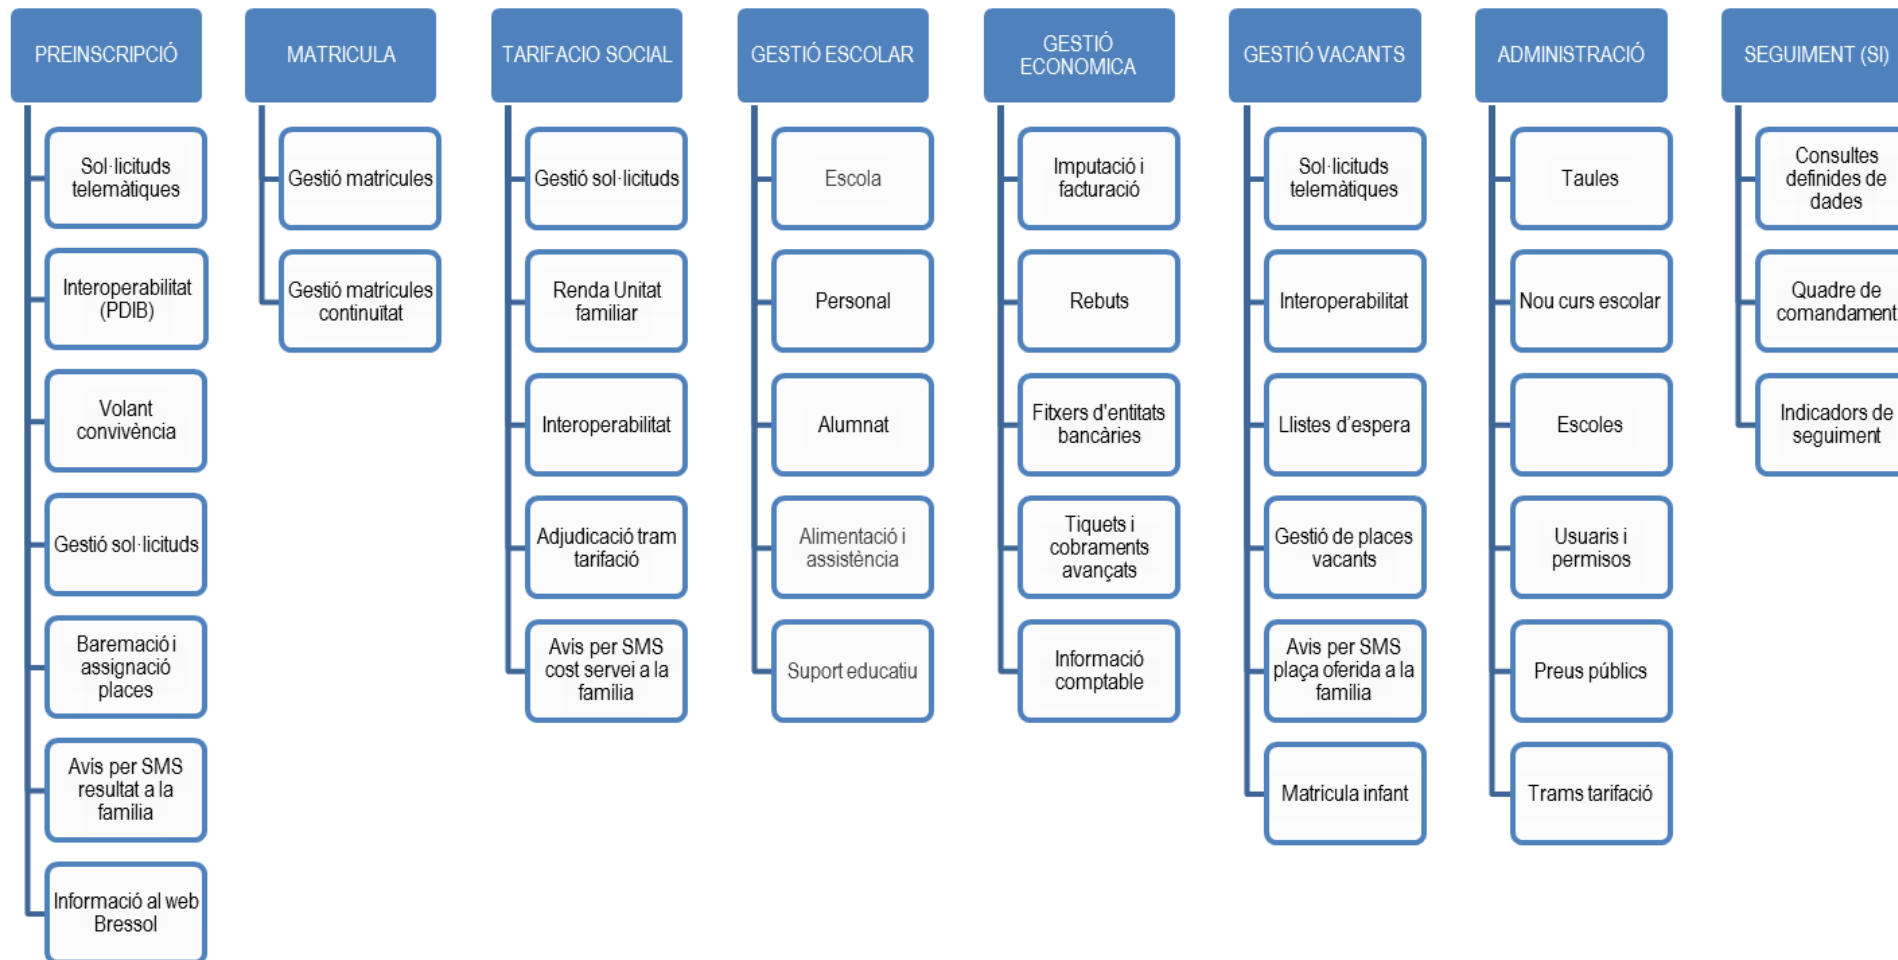 PREINSCRIPCIÓ
Sol·licituds
telemàtiques
Interoperabilitat
(PDIB)
Volant
convivència
Gestió sol·licituds
Baremació i
assignació
places
Avis per SMS
resultat a la
familia
Informació al web
Bressol
MATRICULA
Gestió matrícules
Gestió matrícules
continuïtat
TARIFACIO SOCIAL
Gestió sol·licituds
Renda Unitat
familiar
Interoperabilitat
Adjudicació tram
tarifació
Avis per SMS
cost servei a la
familia
GESTIÓ ESCOLAR
Escola
Personal
Alumnat
Alimentació i
assistència
Suport educatiu
GESTIÓ
ECONOMICA
Imputació i
facturació
Rebuts
Fitxers d'entitats
bancàries
Tiquets i
cobraments
avançats
Informació
comptable
GESTIÓ VACANTS
Sol·licituds
telemàtiques
Interoperabilitat
Llistes d'espera
Gestió de places
vacants
Avis per SMS
plaça oferida a la
familia
Matricula infant
ADMINISTRACIÓ
Taules
Nou curs escolar
Escoles
Usuaris i
permisos
Preus públics
Trams tarifació
SEGUIMENT (SI)
Consultes
definides de
dades
Quadre de
comandament
Indicadors de
seguiment